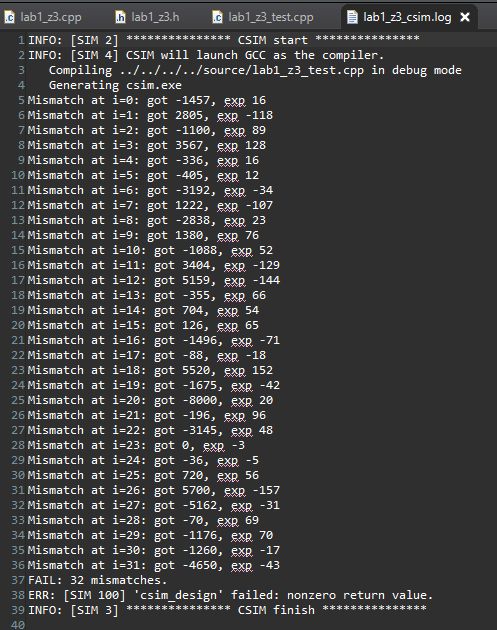 lab1_z3.cpp lab1_z3.h lab1_z3_test.cpp lab1_z3_csim.log
1 INFO: [SIM 2] *************** CSIM start ***************
2 INFO: [SIM 4] CSIM will launch GCC as the compiler.
3 Compiling ../../../../source/lab1_z3_test.cpp in debug mode
4 Generating csim.exe
5 Mismatch at i=0: got -1457, exp 16
6 Mismatch at i=1: got 2805, exp -118
7 Mismatch at i=2: got -1100, exp 89
8 Mismatch at i=3: got 3567, exp 128
9 Mismatch at i=4: got -336, exp 16
10 Mismatch at i=5: got -405, exp 12
11 Mismatch at i=6: got -3192, exp -34
12 Mismatch at i=7: got 1222, exp -107
13 Mismatch at i=8: got -2838, exp 23
14 Mismatch at i=9: got 1380, exp 76
15 Mismatch at i=10: got -1088, exp 52
16 Mismatch at i=11: got 3404, exp -129
17 Mismatch at i=12: got 5159, exp -144
18 Mismatch at i=13: got -355, exp 66
19 Mismatch at i=14: got 704, exp 54
20 Mismatch at i=15: got 126, exp 65
21 Mismatch at i=16: got -1496, exp -71
22 Mismatch at i=17: got -88, exp -18
23 Mismatch at i=18: got 5520, exp 152
24 Mismatch at i=19: got -1675, exp -42
25 Mismatch at i=20: got -8000, exp 20
26 Mismatch at i=21: got -196, exp 96
27 Mismatch at i=22: got -3145, exp 48
28 Mismatch at i=23: got 0, exp -3
29 Mismatch at i=24: got -36, exp -5
30 Mismatch at i=25: got 720, exp 56
31 Mismatch at i=26: got 5700, exp -157
32 Mismatch at i=27: got -5162, exp -31
33 Mismatch at i=28: got -70, exp 69
34 Mismatch at i=29: got -1176, exp 70
35 Mismatch at i=30: got -1260, exp -17
36 Mismatch at i=31: got -4650, exp -43
37 FAIL: 32 mismatches.
38 ERR: [SIM 100] 'csim_design' failed: nonzero return value.
39 INFO: [SIM 3] *************** CSIM finish ***************
40